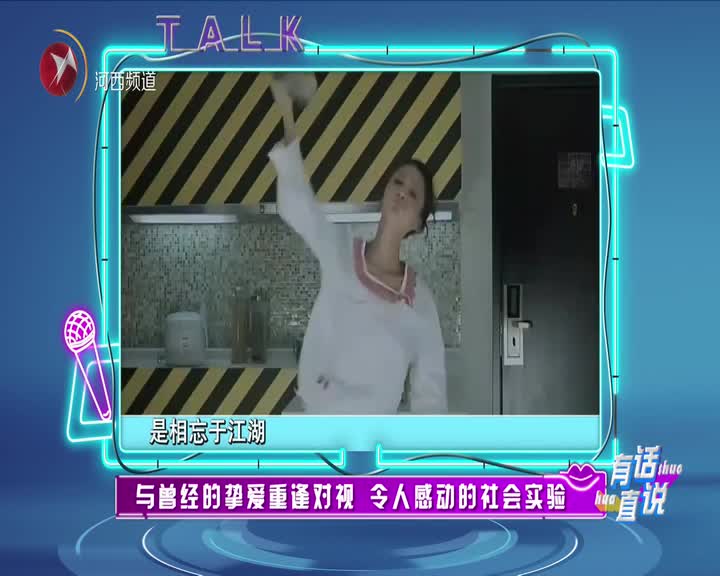 TALK
河西频道
是相忘于江湖
与曾经的挚爱重逢对视 令人感动的社会实验
有话直说
hua shuo